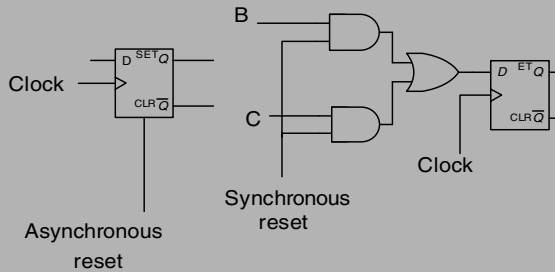 B
D SET Q
Clock
CLR Q̅
C
D ET Q
CLR Q̅
Clock
Synchronous
reset
Asynchronous
reset